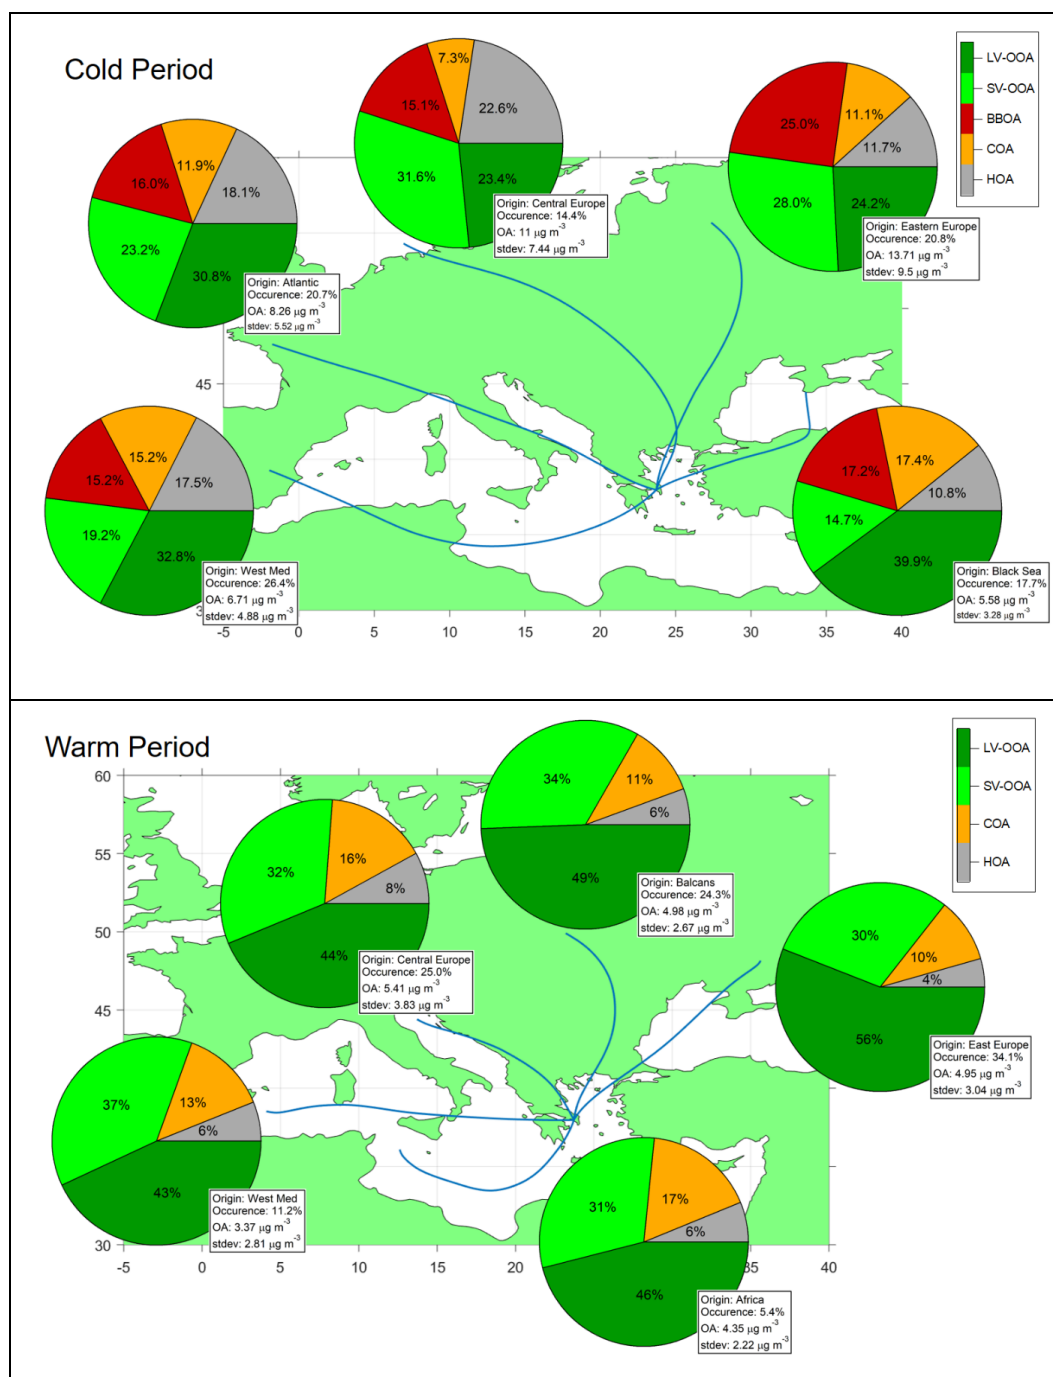 Cold Period
LV-OOA
SV-OOA
BBOA
COA
HOA
7.3%
15.1%
22.6%
31.6%
23.4%
Origin: Central Europe
Occurence: 14.4%
OA: 11 µg m-3
stdev: 7.44 µg m-3
25.0%
11.1%
11.7%
28.0%
24.2%
Origin: Eastern Europe
Occurence: 20.8%
OA: 13.71 µg m-3
stdev: 9.5 µg m-3
11.9%
16.0%
18.1%
23.2%
30.8%
Origin: Atlantic
Occurence: 20.7%
OA: 8.26 µg m-3
stdev: 5.52 µg m-3
45
15.2%
15.2%
17.5%
19.2%
32.8%
Origin: West Med
Occurence: 26.4%
OA: 6.71 µg m-3
stdev: 4.88 µg m-3
17.2%
17.4%
10.8%
14.7%
39.9%
Origin: Black Sea
Occurence: 17.7%
OA: 5.58 µg m-3
stdev: 3.28 µg m-3
-5 0 5 10 15 20 25 30 35 40
Warm Period
LV-OOA
SV-OOA
COA
HOA
60
55
50
45
30
34%
11%
6%
49%
Origin: Balcans
Occurence: 24.3%
OA: 4.98 µg m-3
stdev: 2.67 µg m-3
32%
16%
8%
44%
Origin: Central Europe
Occurence: 25.0%
OA: 5.41 µg m-3
stdev: 3.83 µg m-3
30%
10%
4%
56%
Origin: East Europe
Occurence: 34.1%
OA: 4.95 µg m-3
stdev: 3.04 µg m-3
37%
13%
6%
43%
Origin: West Med
Occurence: 11.2%
OA: 3.37 µg m-3
stdev: 2.81 µg m-3
31%
17%
6%
46%
Origin: Africa
Occurence: 5.4%
OA: 4.35 µg m-3
stdev: 2.22 µg m-3
-5 0 5 10 15 20 35 40